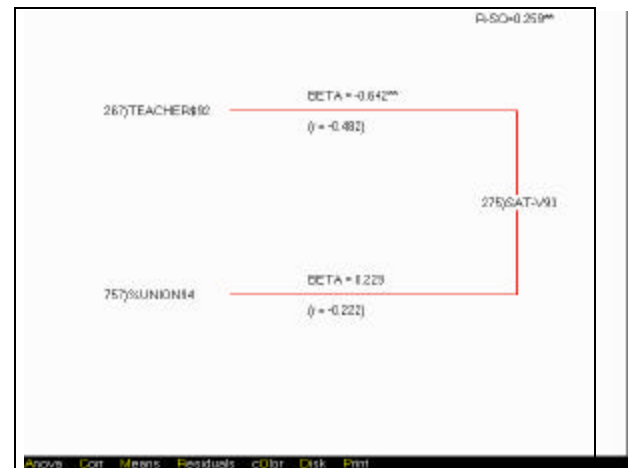 R-SQ=0.259**
BETA = -0.642**
267)TEACHER$92
(r = -0.482)
275)SAT-V93
BETA = 0.229
757)%UNION94
(r = -0.222)
Anova Corr Means Residuals cOlor Disk Print